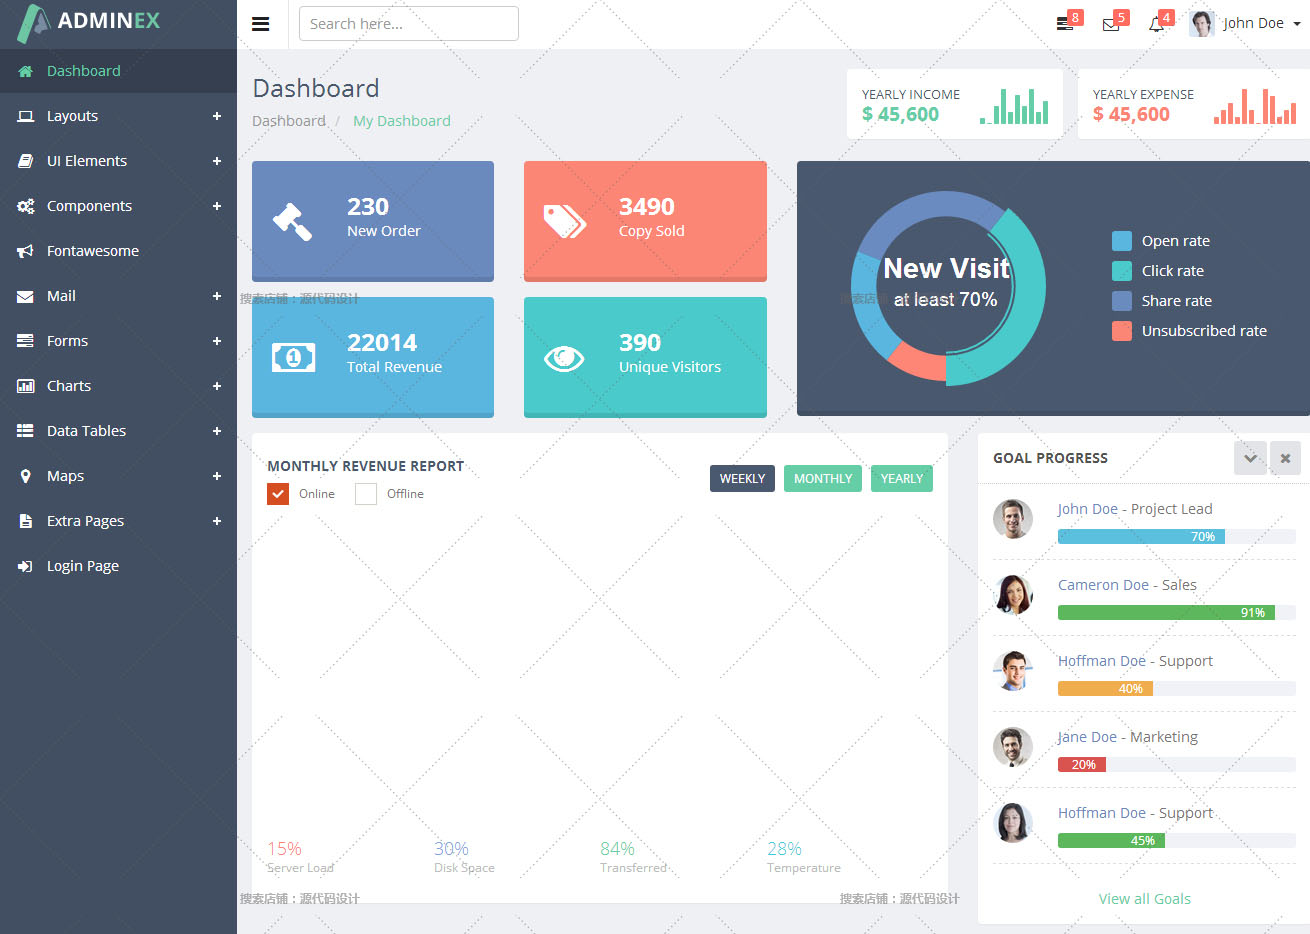 ADMINEX
Search here...
8
5
4
John Doe
Dashboard
Layouts
UI Elements
Components
Fontawesome
Mail
Forms
Charts
Data Tables
Maps
Extra Pages
Login Page
Dashboard
Dashboard / My Dashboard
YEARLY INCOME
$ 45,600
YEARLY EXPENSE
$ 45,600
230
New Order
3490
Copy Sold
22014
Total Revenue
390
Unique Visitors
New Visit
at least 70%
Open rate
Click rate
Share rate
Unsubscribed rate
搜索店铺：源代码设计
搜索店铺：源代码设计
MONTHLY REVENUE REPORT
Online
Offline
WEEKLY
MONTHLY
YEARLY
15%
Server Load
30%
Disk Space
84%
Transferred
28%
Temperature
GOAL PROGRESS
John Doe - Project Lead
70%
Cameron Doe - Sales
91%
Hoffman Doe - Support
40%
Jane Doe - Marketing
20%
Hoffman Doe - Support
45%
View all Goals
搜索店铺：源代码设计